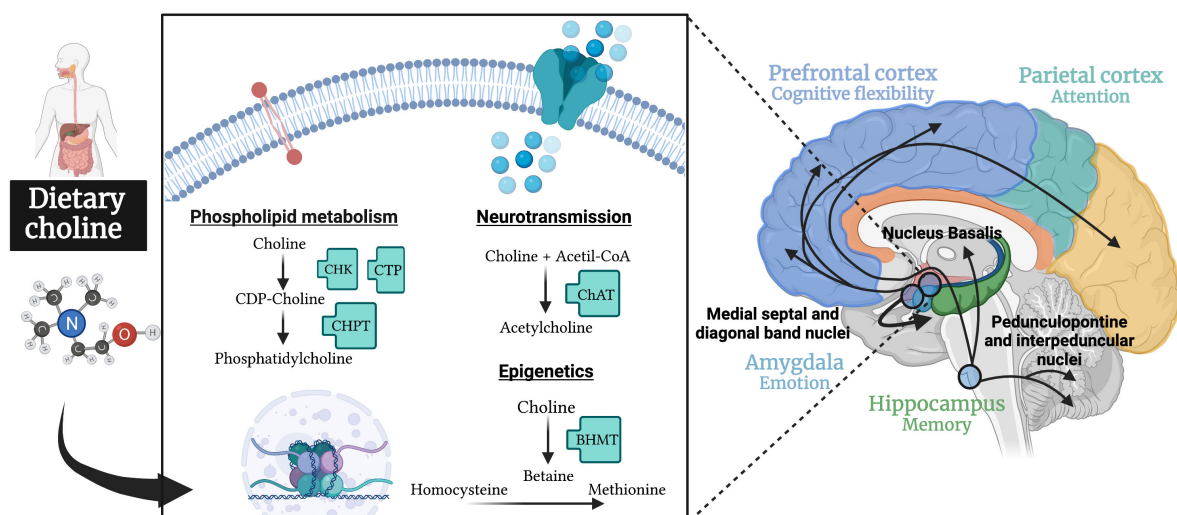 Dietary
choline
N
C
C
C
C
C
O
H
H
H
H
H
H
H
H
H
H
H
H
H
H
Phospholipid metabolism
Choline
CHK
CTP
CDP-Choline
CHPT
Phosphatidylcholine
Neurotransmission
Choline + Acetil-CoA
ChAT
Acetylcholine
Epigenetics
Choline
BHMT
Betaine
Homocysteine
Methionine
Prefrontal cortex
Cognitive flexibility
Parietal cortex
Attention
Nucleus Basalis
Medial septal and
diagonal band nuclei
Amygdala
Emotion
Pedunculopontine
and interpeduncular
nuclei
Hippocampus
Memory